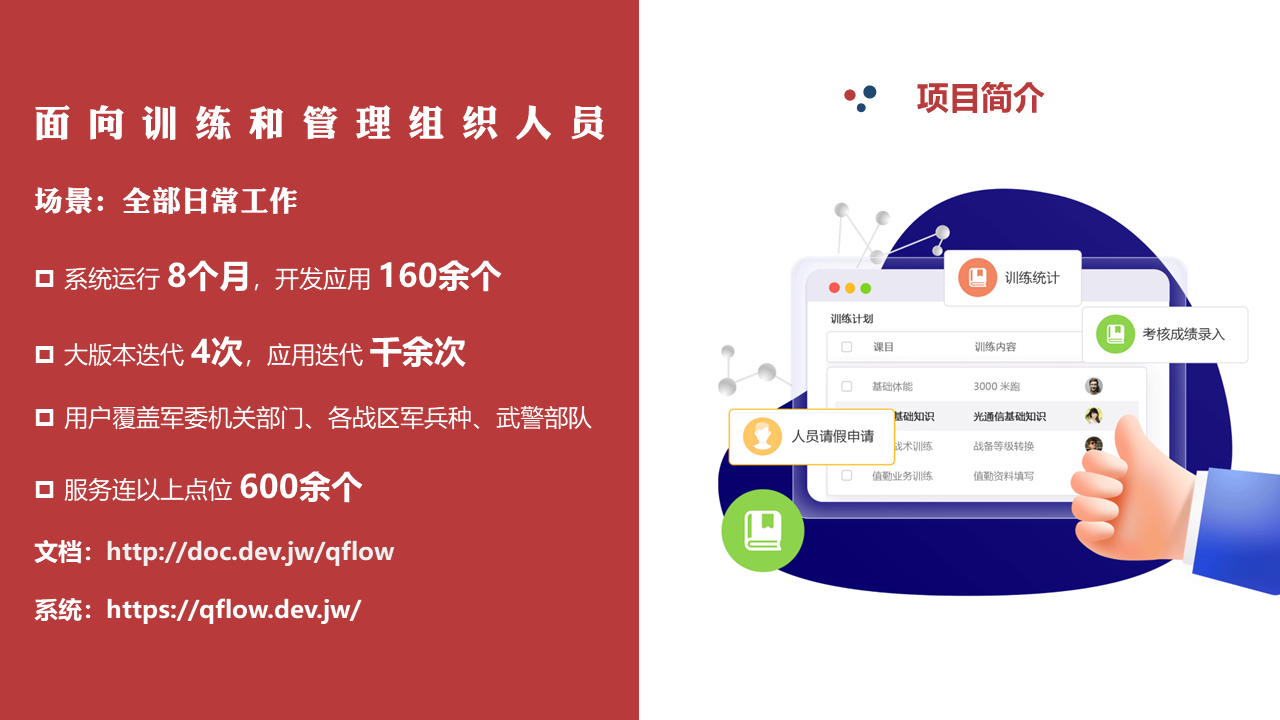 面向训练和管理组织人员
场景：全部日常工作
系统运行 8个月，开发应用 160余个
大版本迭代 4次，应用迭代 千余次
用户覆盖军委机关部门、各战区军兵种、武警部队
服务连以上点位 600余个
文档：http://doc.dev.jw/qflow
系统：https://qflow.dev.jw/
项目简介
训练统计
训练计划
考核成绩录入
课目 训练内容
基础体能 3000 米跑
基础知识 光通信基础知识
人员请假申请
战术训练 战备等级转换
值勤业务训练 值勤资料填写